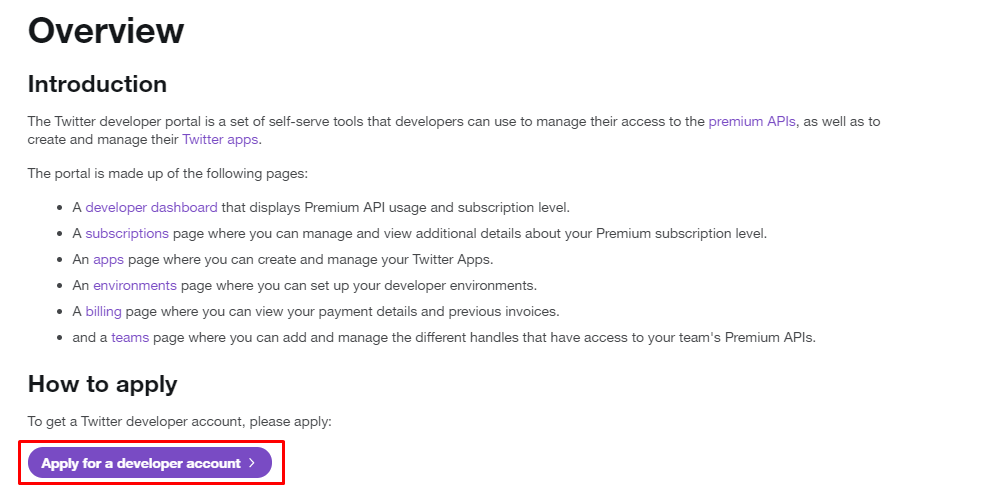 Overview
Introduction
The Twitter developer portal is a set of self-serve tools that developers can use to manage their access to the premium APIs, as well as to
create and manage their Twitter apps.
The portal is made up of the following pages:
A developer dashboard that displays Premium API usage and subscription level.
A subscriptions page where you can manage and view additional details about your Premium subscription level.
An apps page where you can create and manage your Twitter Apps.
An environments page where you can set up your developer environments.
A billing page where you can view your payment details and previous invoices.
and a teams page where you can add and manage the different handles that have access to your team's Premium APIs.
How to apply
To get a Twitter developer account, please apply:
Apply for a developer account